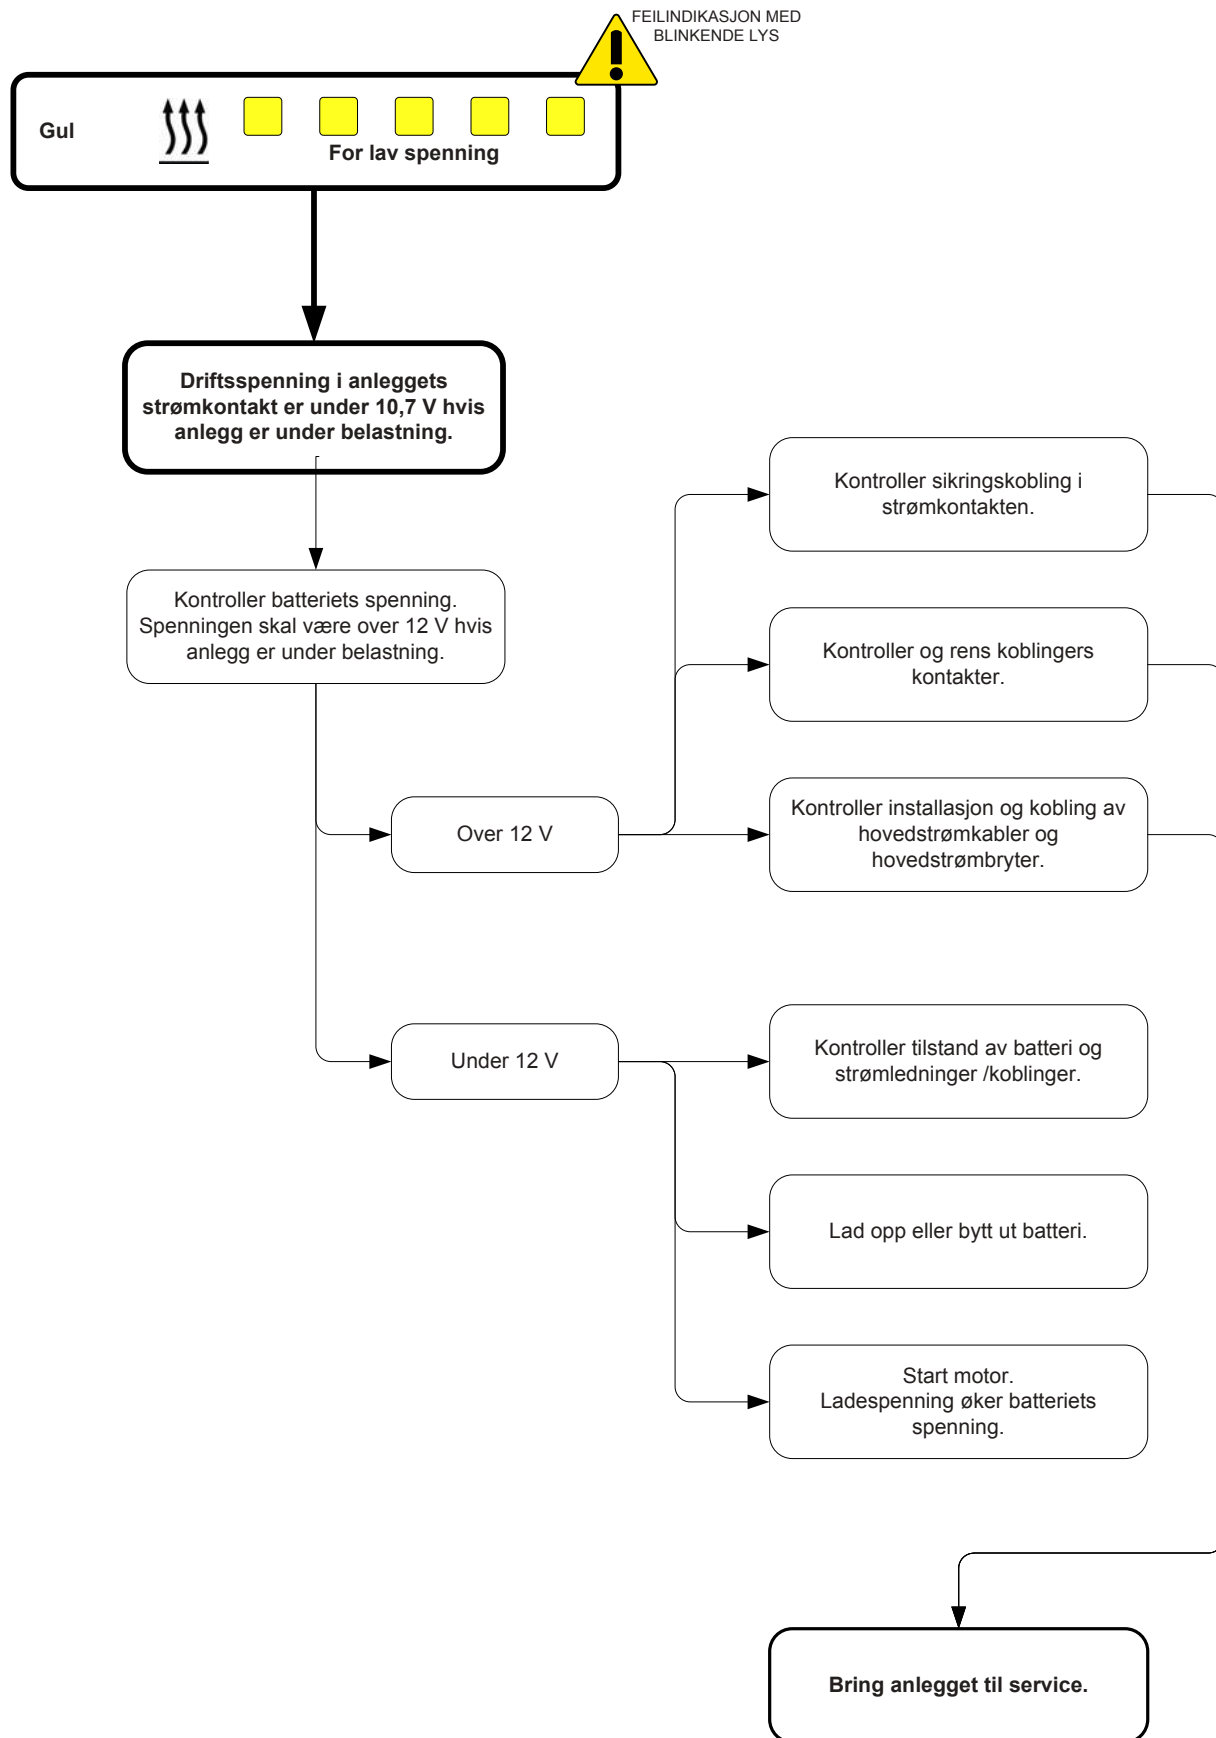 FEILINDIKASJON MED
BLINKENDE LYS
Gul
For lav spenning
Driftsspenning i anleggets
strømkontakt er under 10,7 V hvis
anlegg er under belastning.
Kontroller batteriets spenning.
Spenningen skal være over 12 V hvis
anlegg er under belastning.
Over 12 V
Kontroller sikringskobling i
strømkontakten.
Kontroller og rens koblingers
kontakter.
Kontroller installasjon og kobling av
hovedstrømkabler og
hovedstrømbryter.
Under 12 V
Kontroller tilstand av batteri og
strømledninger /koblinger.
Lad opp eller bytt ut batteri.
Start motor.
Ladespenning øker batteriets
spenning.
Bring anlegget til service.